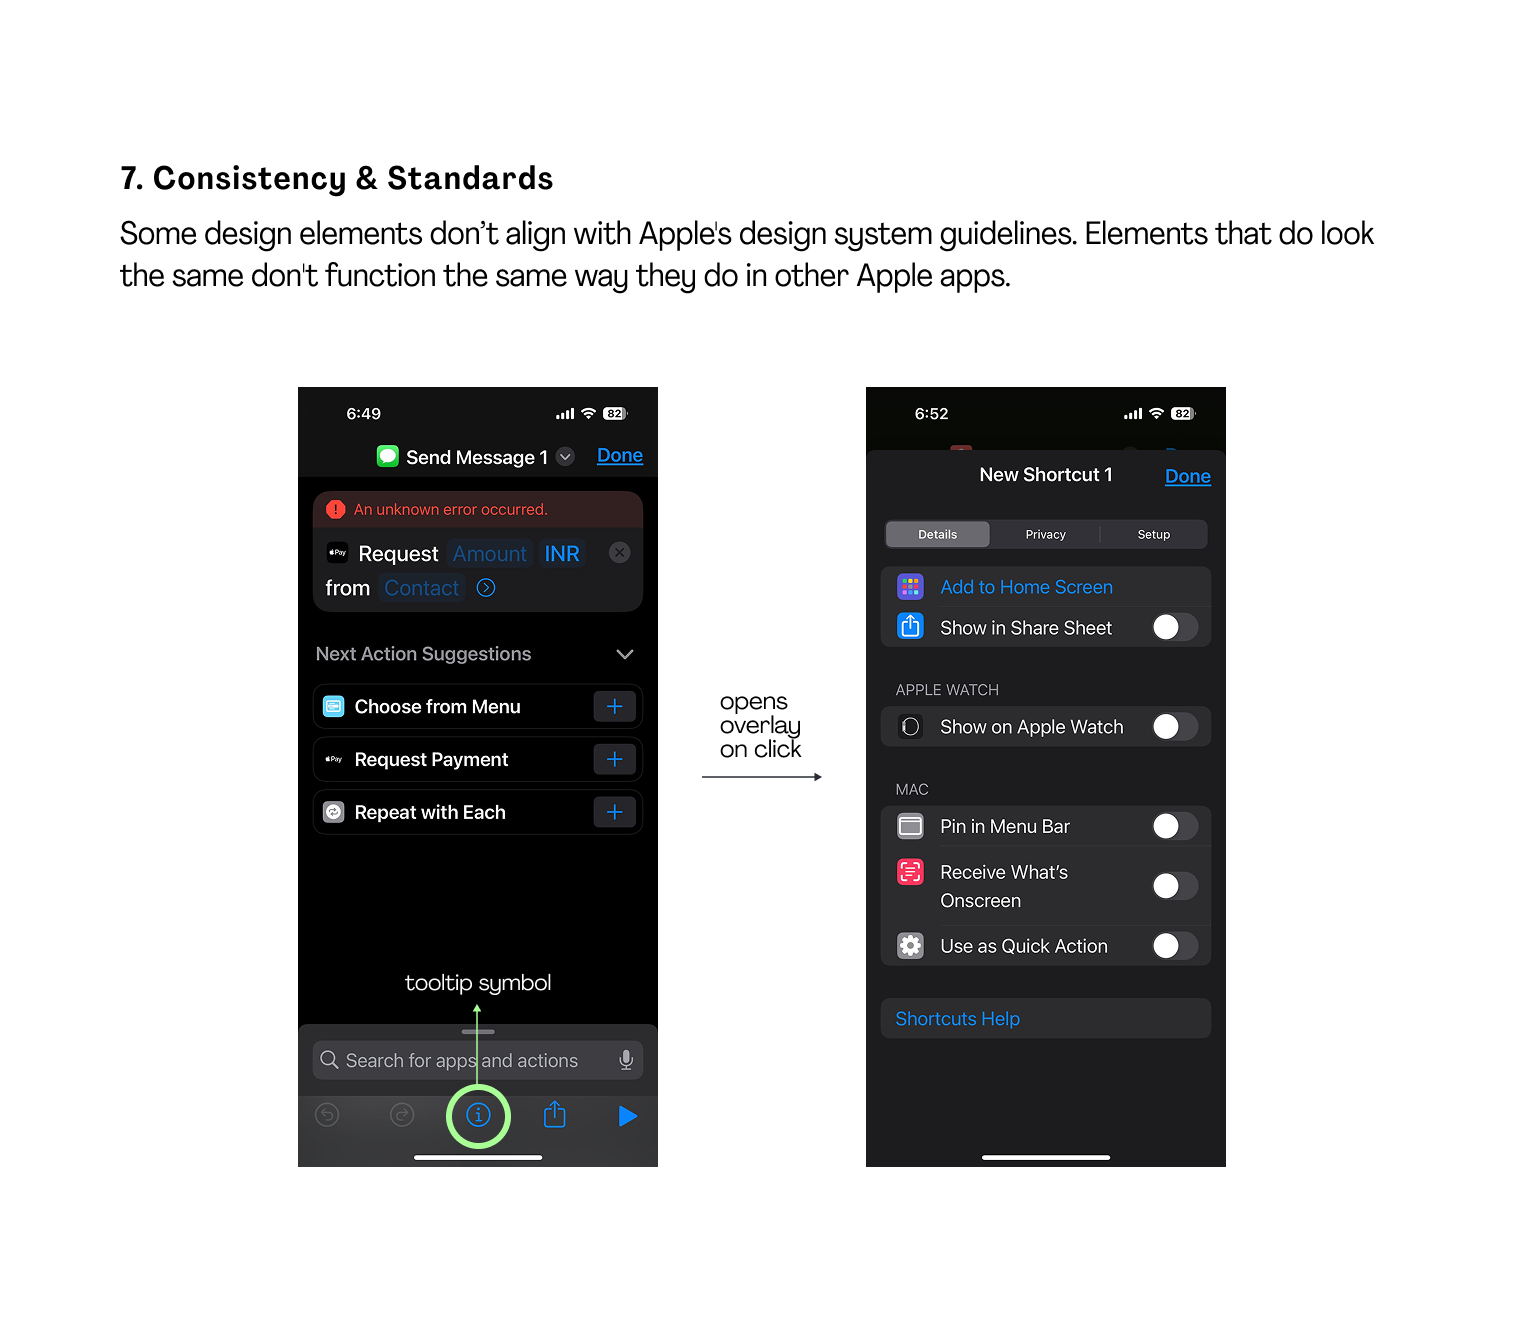 7. Consistency & Standards
Some design elements don’t align with Apple's design system guidelines. Elements that do look
the same don't function the same way they do in other Apple apps.
6:49
82
Send Message 1
Done
An unknown error occurred.
Pay
Request Amount INR
from Contact
Next Action Suggestions
Choose from Menu
Pay
Request Payment
Repeat with Each
tooltip symbol
Search for apps and actions
opens
overlay
on click
6:52
82
New Shortcut 1
Done
Details Privacy Setup
Add to Home Screen
Show in Share Sheet
APPLE WATCH
Show on Apple Watch
MAC
Pin in Menu Bar
Receive What’s
Onscreen
Use as Quick Action
Shortcuts Help